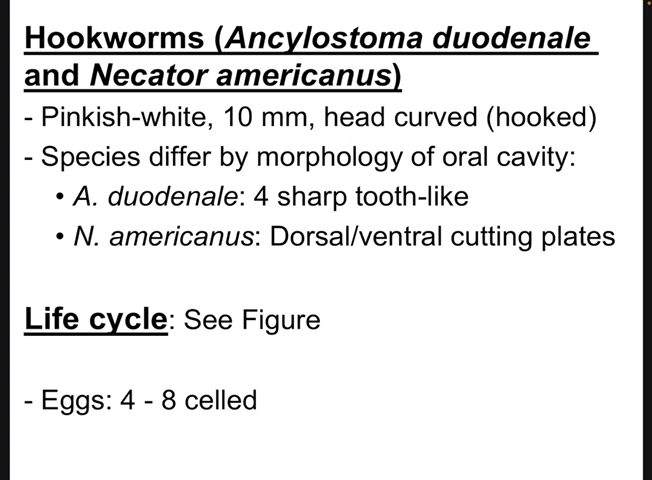 Hookworms (Ancylostoma duodenale
and Necator americanus)
- Pinkish-white, 10 mm, head curved (hooked)
- Species differ by morphology of oral cavity:
• A. duodenale: 4 sharp tooth-like
• N. americanus: Dorsal/ventral cutting plates
Life cycle: See Figure
- Eggs: 4 - 8 celled